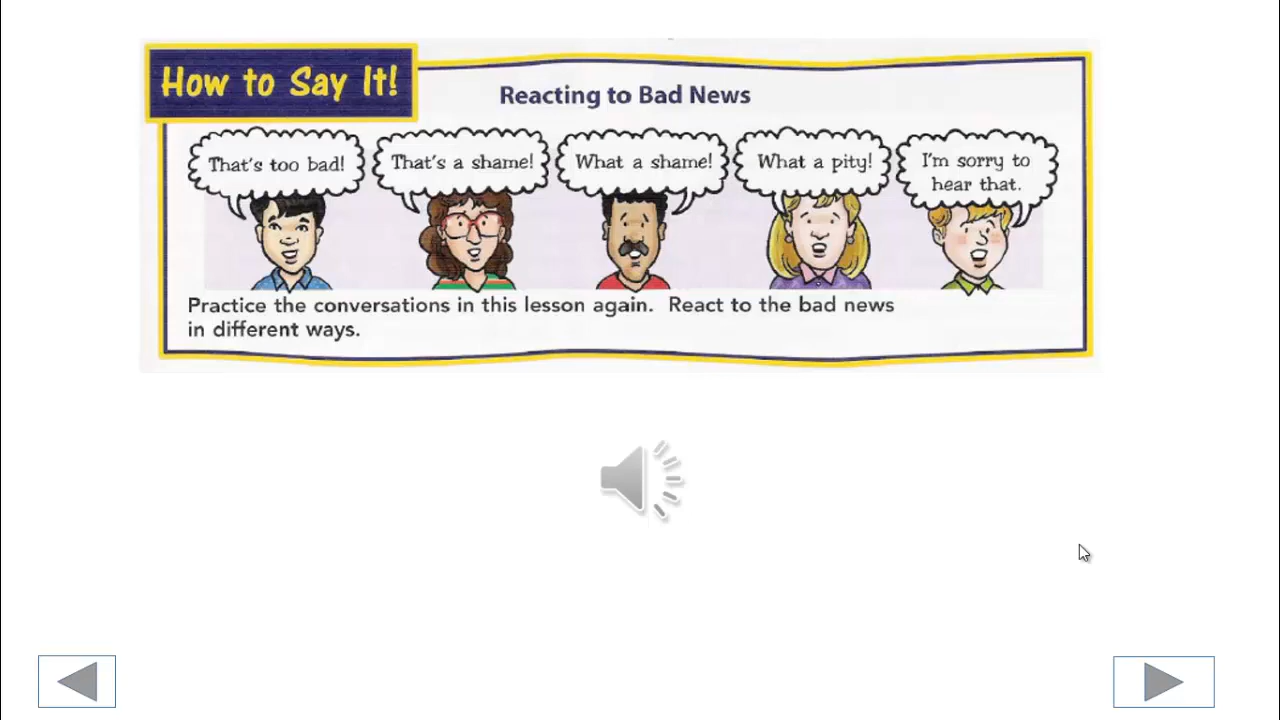 How to Say It!
Reacting to Bad News
That's too bad!
That's a shame!
What a shame!
What a pity!
I'm sorry to
hear that.
Practice the conversations in this lesson again. React to the bad news
in different ways.